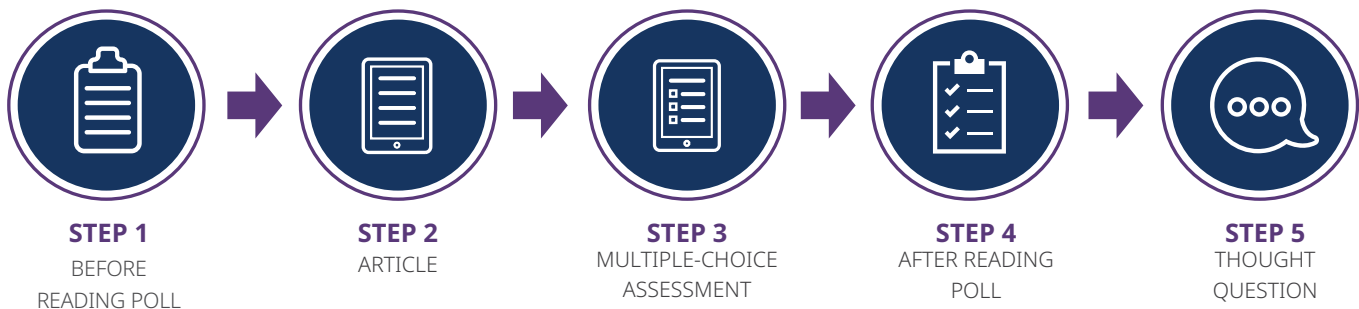 STEP 1
BEFORE
READING POLL
STEP 2
ARTICLE
STEP 3
MULTIPLE-CHOICE
ASSESSMENT
STEP 4
AFTER READING
POLL
STEP 5
THOUGHT
QUESTION